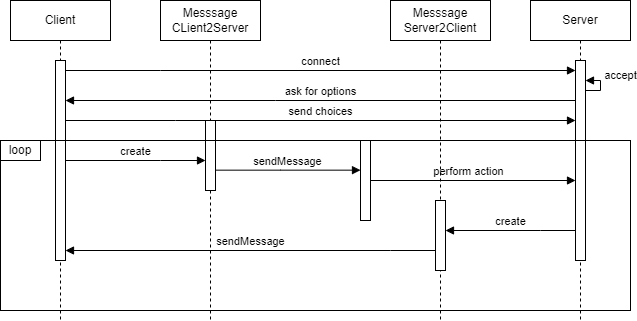 Client
Messsage
CLient2Server
Messsage
Server2Client
Server
connect
accept
ask for options
send choices
loop
create
sendMessage
perform action
create
sendMessage